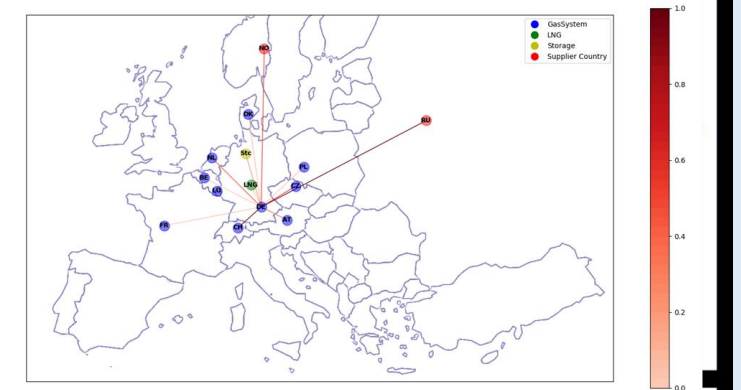 GasSystem
LNG
Storage
Supplier Country
1.0
0.8
0.6
0.4
0.2
0.0
NO
DK
RU
Stc
NL
PL
BE
LNG
CZ
LU
DE
AT
FR
CH